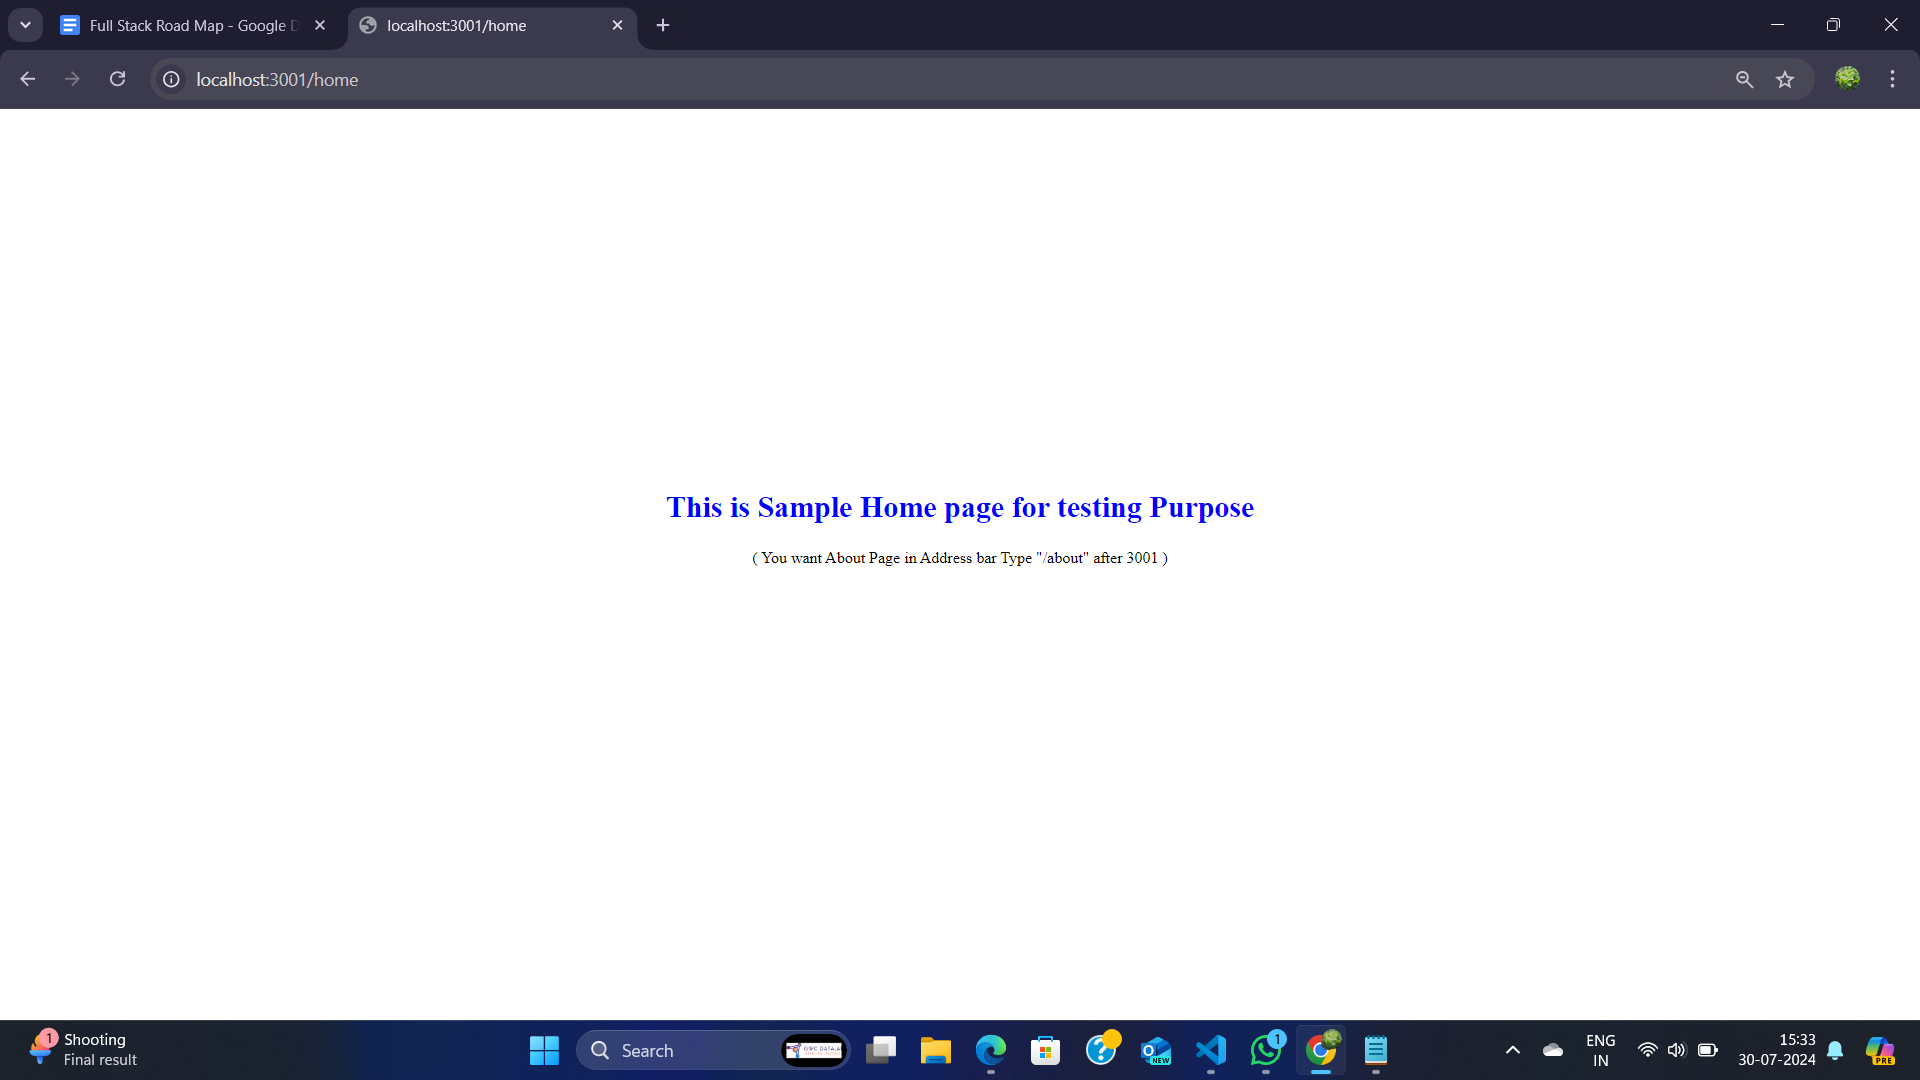 Full Stack Road Map - Google D
localhost:3001/home
localhost:3001/home
This is Sample Home page for testing Purpose
( You want About Page in Address bar Type "/about" after 3001 )
1
Shooting
Final result
Search
NEW
1
ENG
IN
15:33
30-07-2024
PRE